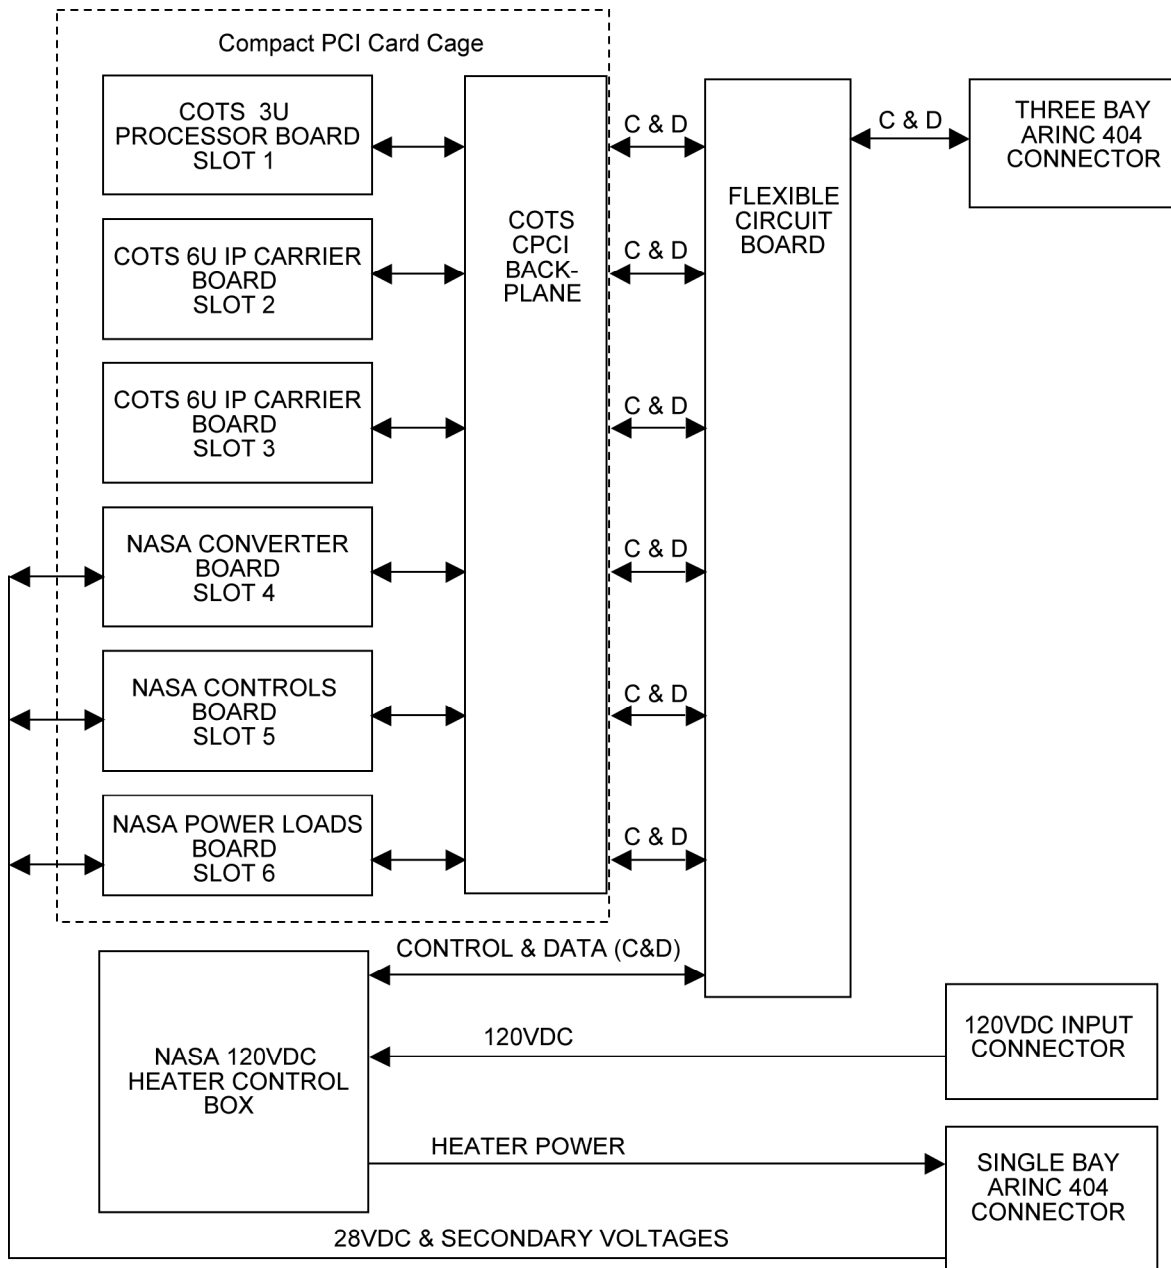 Compact PCI Card Cage
COTS 3U
PROCESSOR BOARD
SLOT 1
COTS 6U IP CARRIER
BOARD
SLOT 2
COTS 6U IP CARRIER
BOARD
SLOT 3
NASA CONVERTER
BOARD
SLOT 4
NASA CONTROLS
BOARD
SLOT 5
NASA POWER LOADS
BOARD
SLOT 6
COTS
CPCI
BACK-
PLANE
C & D
C & D
C & D
C & D
C & D
C & D
FLEXIBLE
CIRCUIT
BOARD
C & D
THREE BAY
ARINC 404
CONNECTOR
CONTROL & DATA (C&D)
NASA 120VDC
HEATER CONTROL
BOX
120VDC
120VDC INPUT
CONNECTOR
HEATER POWER
SINGLE BAY
ARINC 404
CONNECTOR
28VDC & SECONDARY VOLTAGES